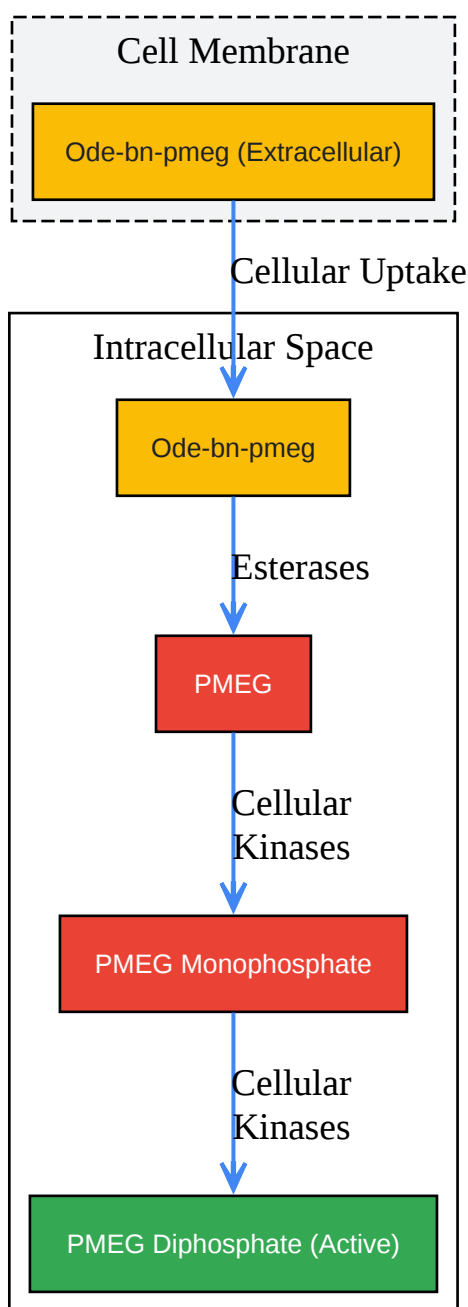 Cell Membrane
Ode-bn-pmeg (Extracellular)
Cellular Uptake
Intracellular Space
Ode-bn-pmeg
Esterases
PMEG
Cellular
Kinases
PMEG Monophosphate
Cellular
Kinases
PMEG Diphosphate (Active)